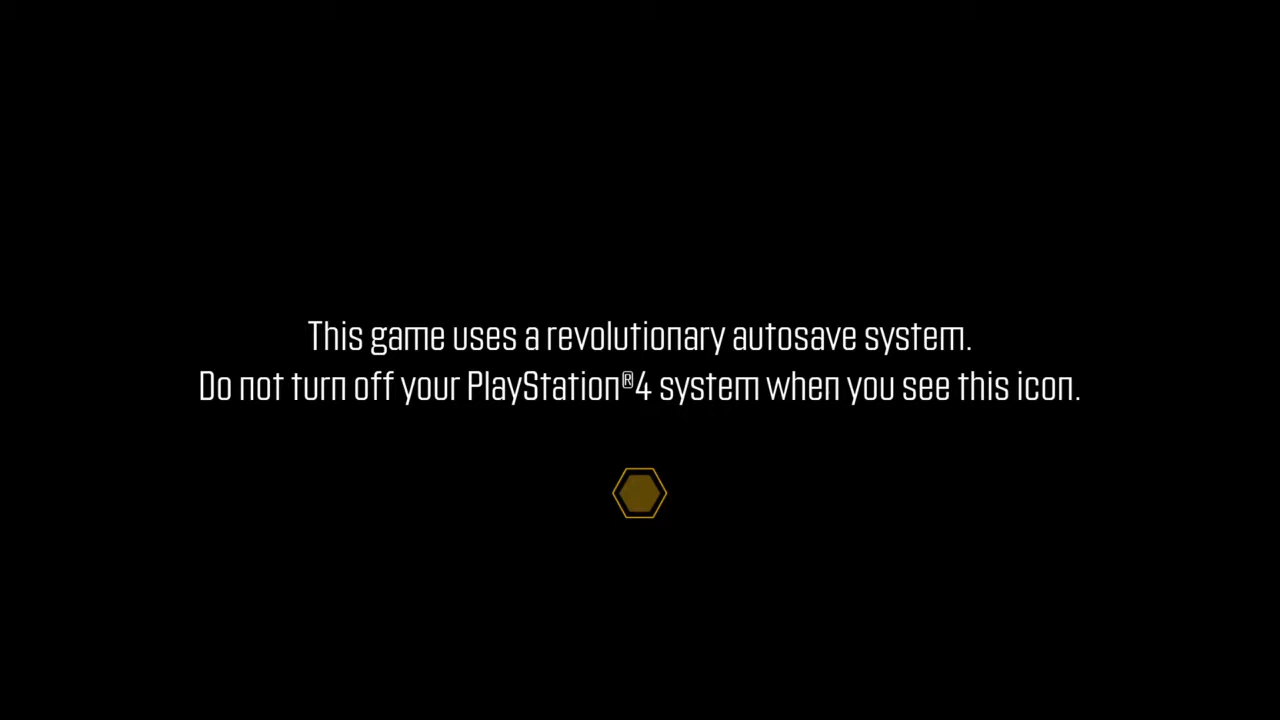 This game uses a revolutionary autosave system.
Do not turn off your PlayStation®4 system when you see this icon.